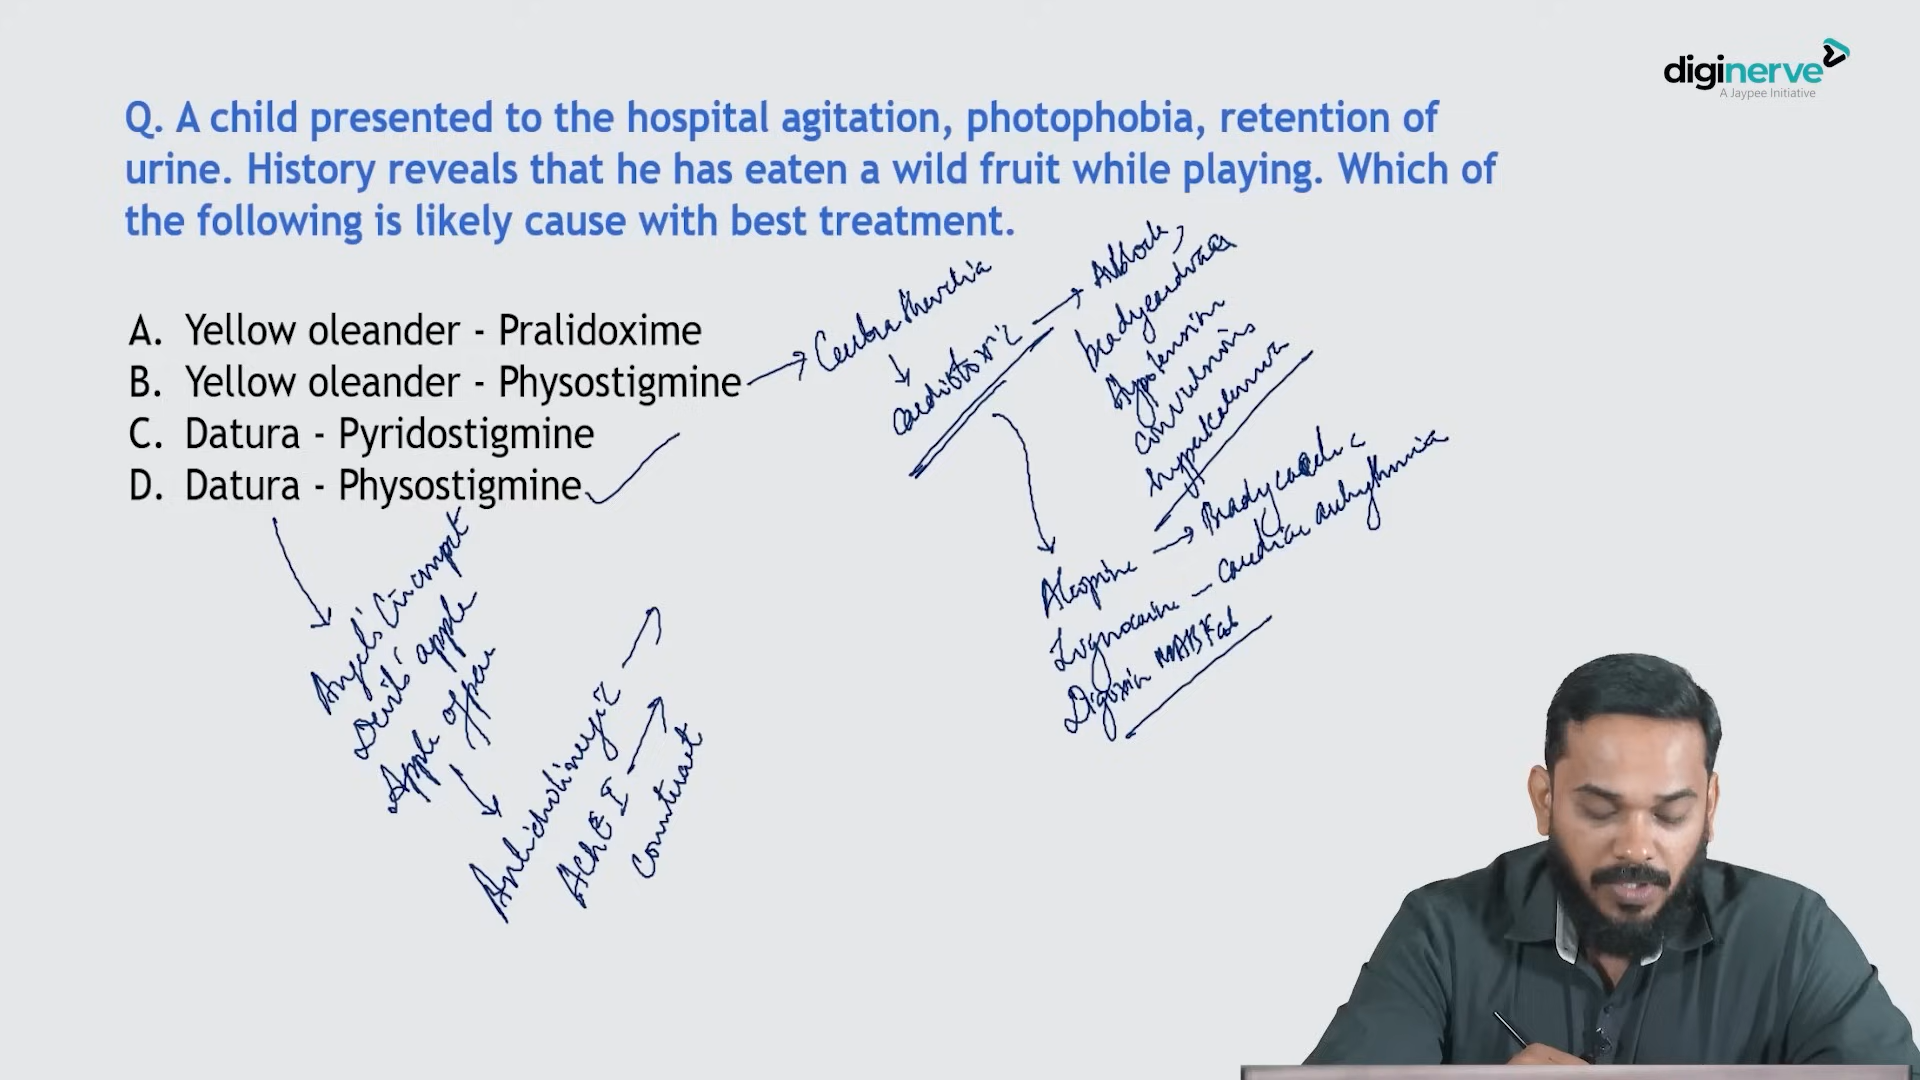 diginerve
A Jaypee Initiative
Q. A child presented to the hospital agitation, photophobia, retention of
urine. History reveals that he has eaten a wild fruit while playing. Which of
the following is likely cause with best treatment.
A. Yellow oleander - Pralidoxime
B. Yellow oleander - Physostigmine
C. Datura - Pyridostigmine
D. Datura - Physostigmine
cardiotoxic
bradycardia
hypotension
convulsions
hyperkalemia
Atropine
Bradycardia
Lignocaine - cardiac arrhythmia
Digoxin Fab
Angel's trumpet
Devil's apple
Apple of peru
Anticholinergic
AChE I
counteract